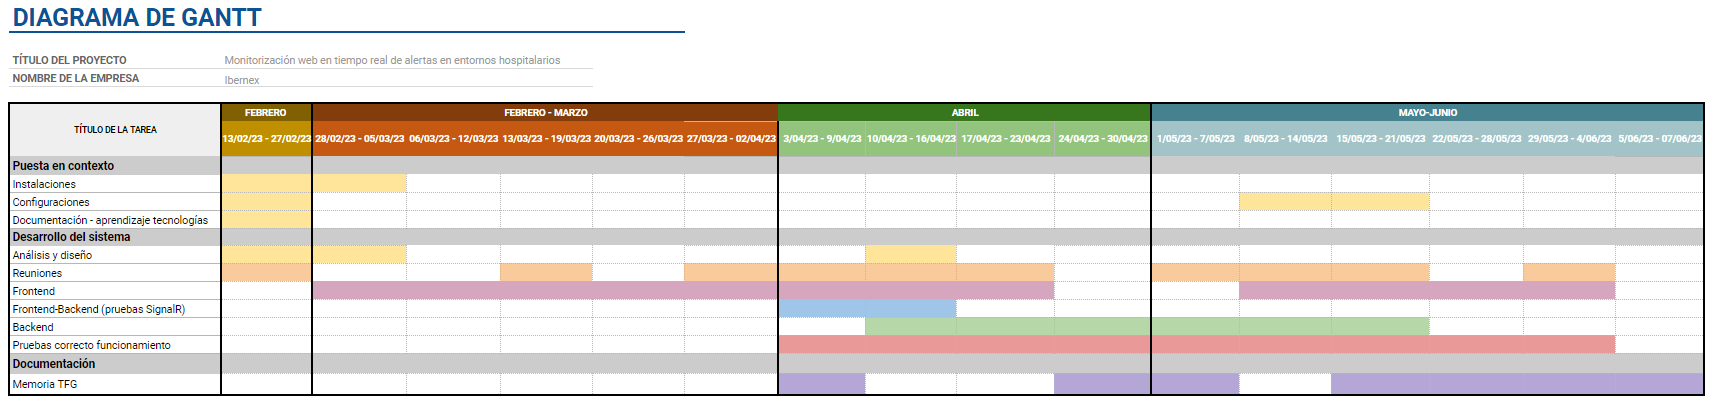 DIAGRAMA DE GANTT
TÍTULO DEL PROYECTO Monitorización web en tiempo real de alertas en entornos hospitalarios
NOMBRE DE LA EMPRESA Ibernex
TÍTULO DE LA TAREA FEBRERO FEBRERO - MARZO ABRIL MAYO-JUNIO
13/02/23 - 27/02/23 28/02/23 - 05/03/23 06/03/23 - 12/03/23 13/03/23 - 19/03/23 20/03/23 - 26/03/23 27/03/23 - 02/04/23 3/04/23 - 9/04/23 10/04/23 - 16/04/23 17/04/23 - 23/04/23 24/04/23 - 30/04/23 1/05/23 - 7/05/23 8/05/23 - 14/05/23 15/05/23 - 21/05/23 22/05/23 - 28/05/23 29/05/23 - 4/06/23 5/06/23 - 07/06/23
Puesta en contexto
Instalaciones
Configuraciones
Documentación - aprendizaje tecnologías
Desarrollo del sistema
Análisis y diseño
Reuniones
Frontend
Frontend-Backend (pruebas SignalR)
Backend
Pruebas correcto funcionamiento
Documentación
Memoria TFG